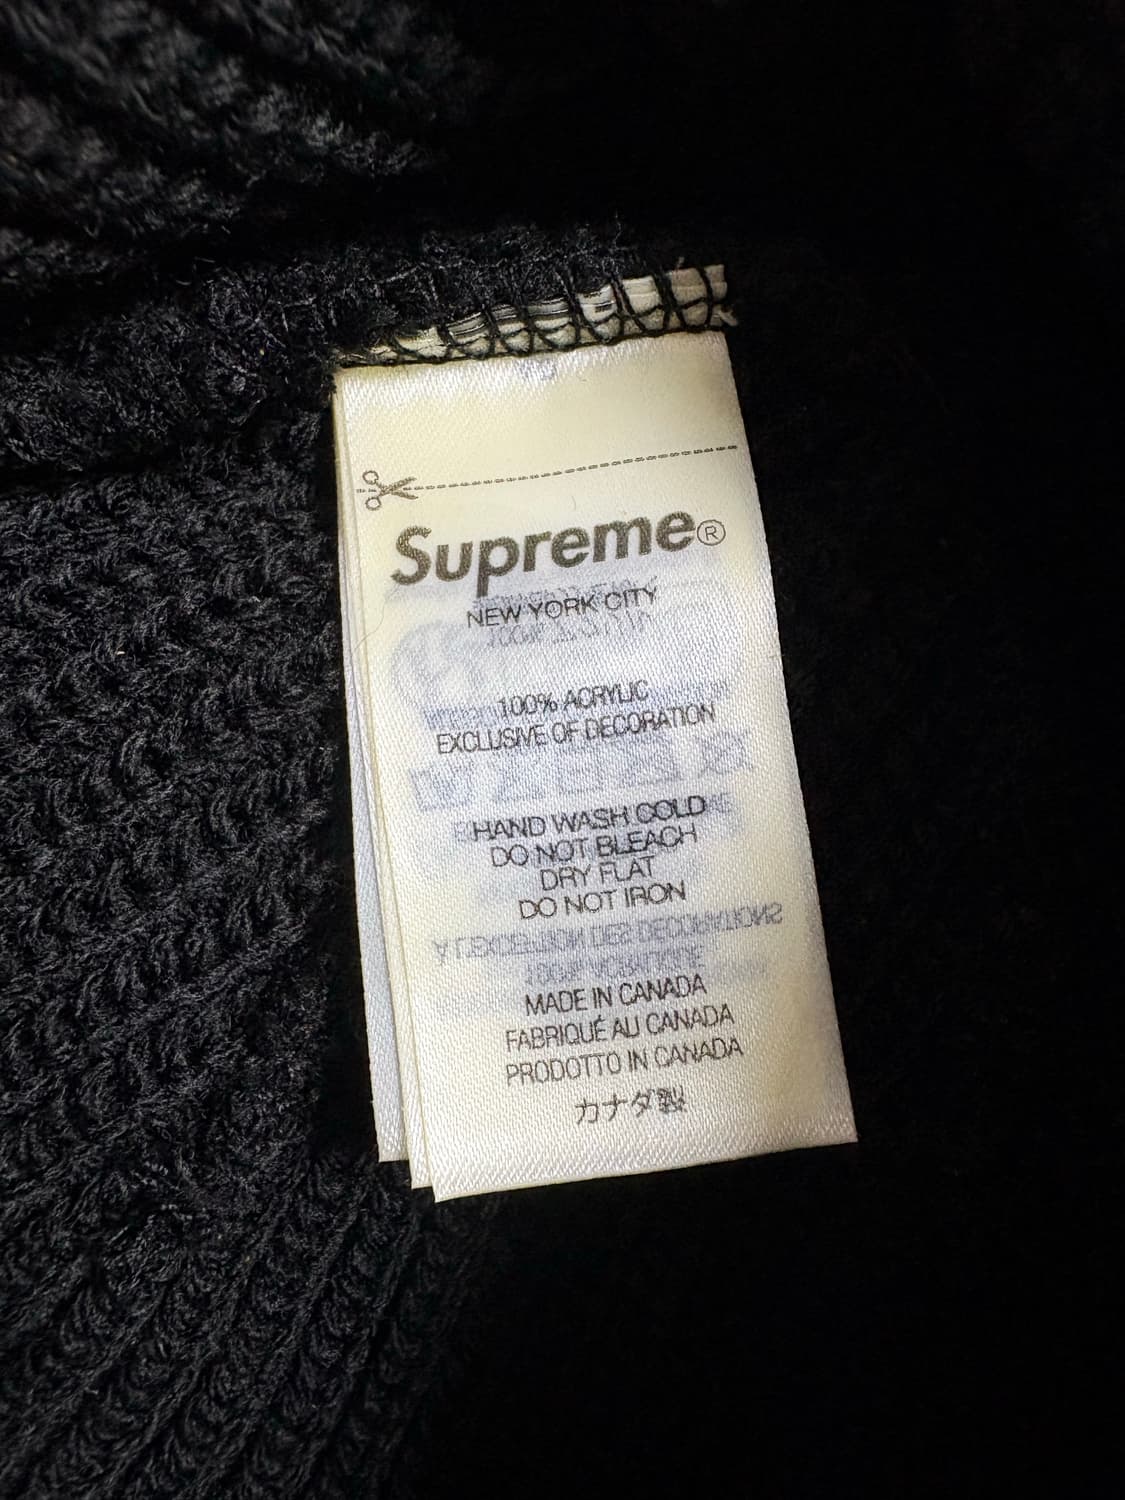 Supreme®
NEW YORK CITY
100% ACRYLIC
EXCLUSIVE OF DECORATION
HAND WASH COLD
DO NOT BLEACH
DRY FLAT
DO NOT IRON
MADE IN CANADA
FABRIQUÉ AU CANADA
PRODOTTO IN CANADA
カナダ製